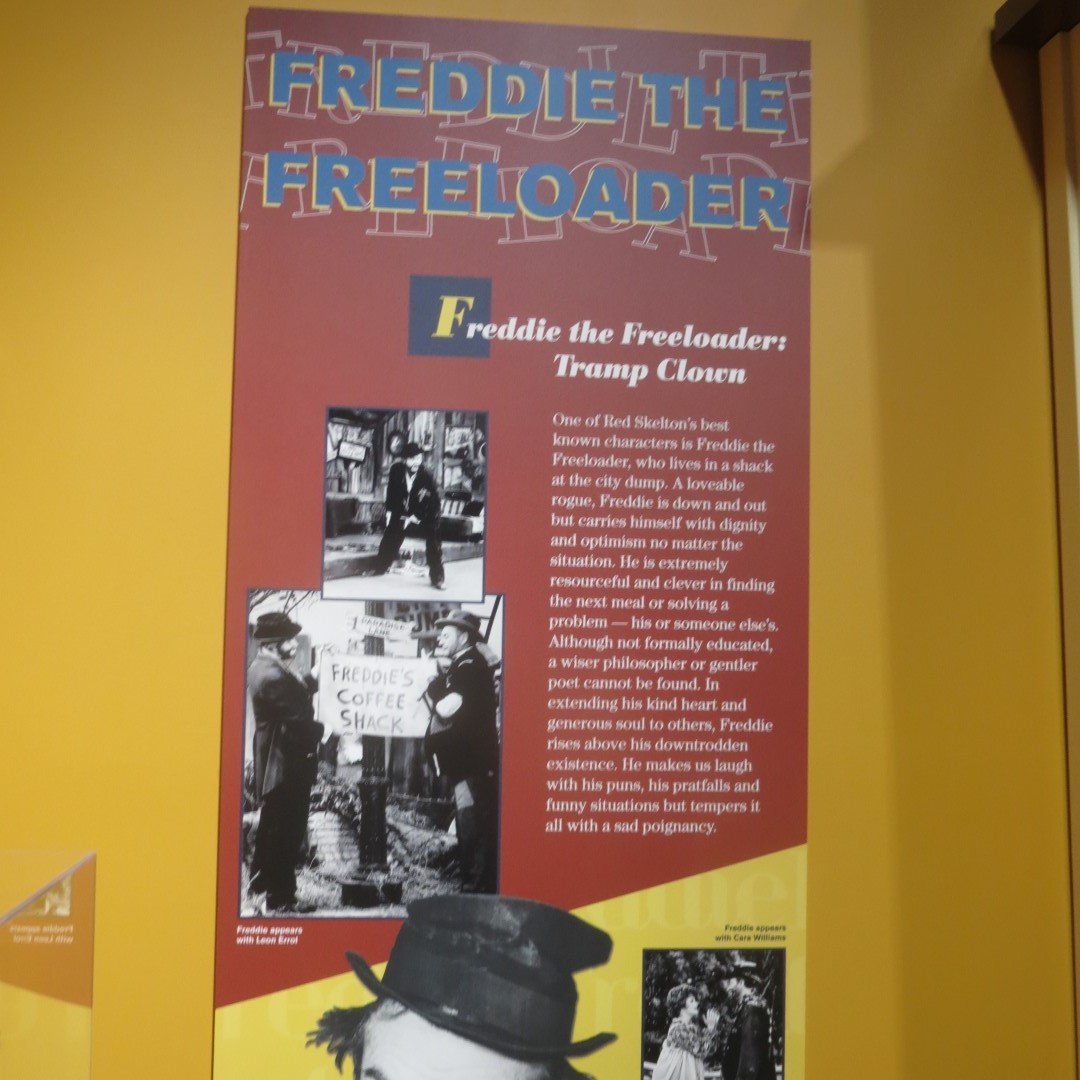 FREDDIE THE
FREELOADER
Freddie the Freeloader:
Tramp Clown
One of Red Skelton's best
known characters is Freddie the
Freeloader, who lives in a shack
at the city dump. A loveable
rogue, Freddie is down and out
but carries himself with dignity
and optimism no matter the
situation. He is extremely
resourceful and clever in finding
the next meal or solving a
problem — his or someone else's.
Although not formally educated,
a wiser philosopher or gentler
poet cannot be found. In
extending his kind heart and
generous soul to others, Freddie
rises above his downtrodden
existence. He makes us laugh
with his puns, his pratfalls and
funny situations but tempers it
all with a sad poignancy.
PARADISE
LANE
FREDDIE'S
COFFEE
SHACK
Freddie appears
with Leon Errol
Freddie appears
with Cara Williams